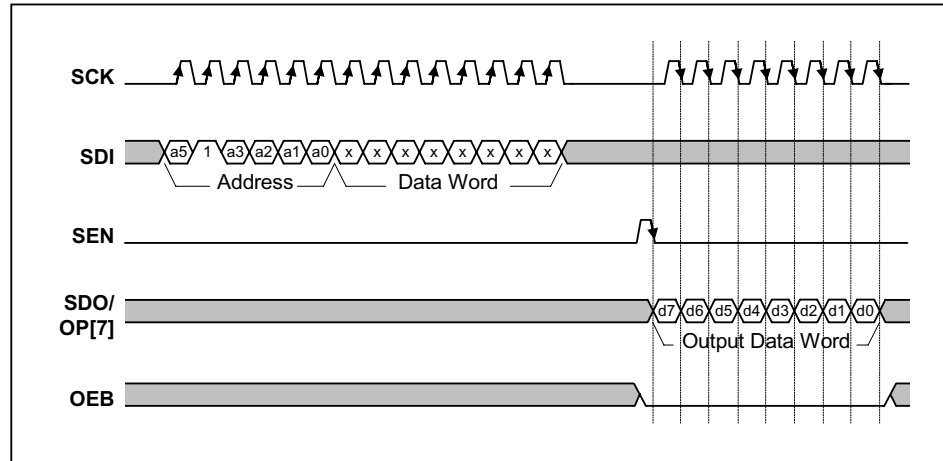 SCK
SDI
a5 1 a3 a2 a1 a0 x x x x x x x x
Address Data Word
SEN
SDO/
OP[7]
d7 d6 d5 d4 d3 d2 d1 d0
Output Data Word
OEB